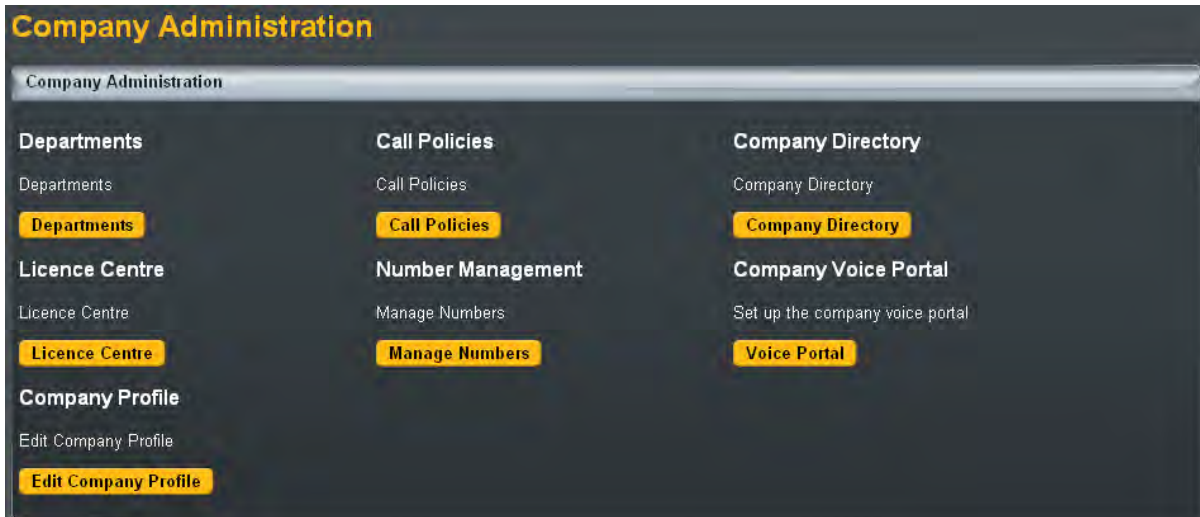 Company Administration
Company Administration
Departments Call Policies Company Directory
Departments Call Policies Company Directory
Departments Call Policies Company Directory
Licence Centre Number Management Company Voice Portal
Licence Centre Manage Numbers Set up the company voice portal
Licence Centre Manage Numbers Voice Portal
Company Profile
Edit Company Profile
Edit Company Profile